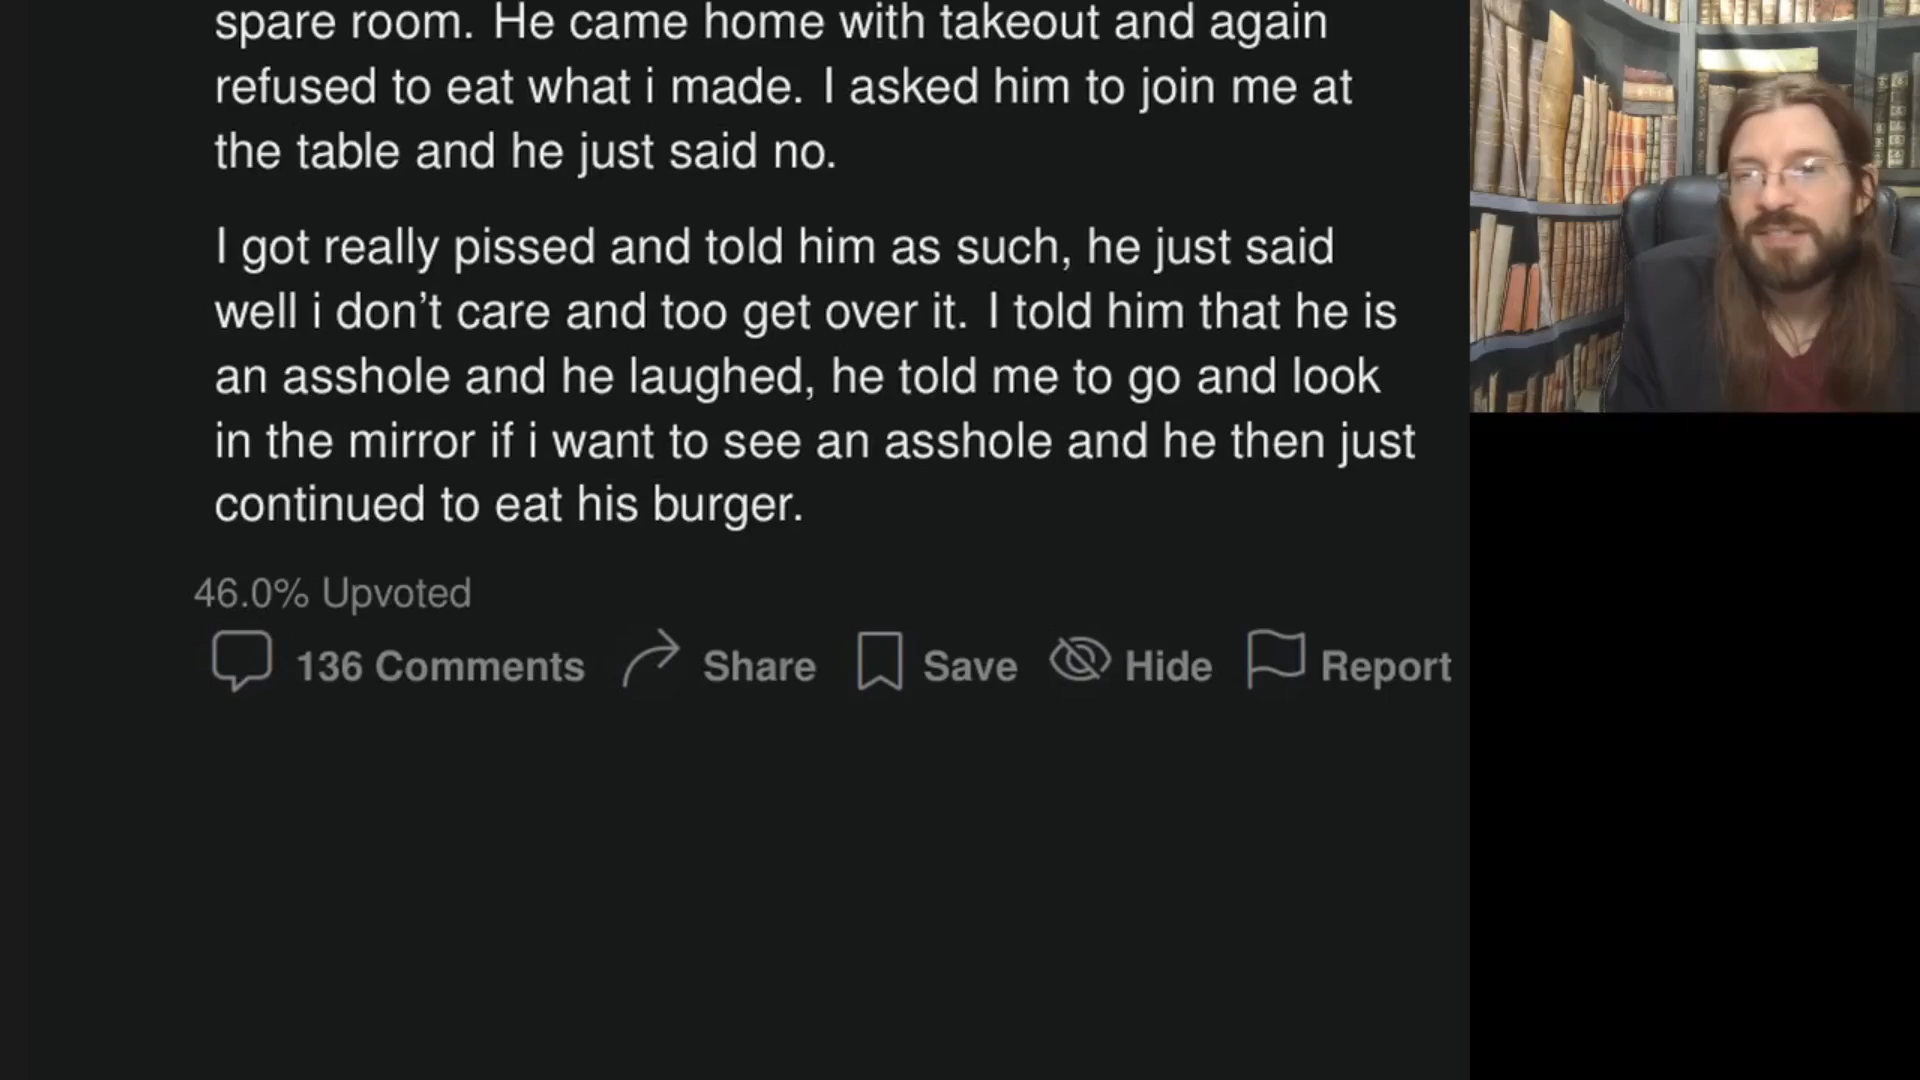 spare room. He came home with takeout and again
refused to eat what i made. I asked him to join me at
the table and he just said no.
I got really pissed and told him as such, he just said
well i don’t care and too get over it. I told him that he is
an asshole and he laughed, he told me to go and look
in the mirror if i want to see an asshole and he then just
continued to eat his burger.
46.0% Upvoted
136 Comments Share Save Hide Report